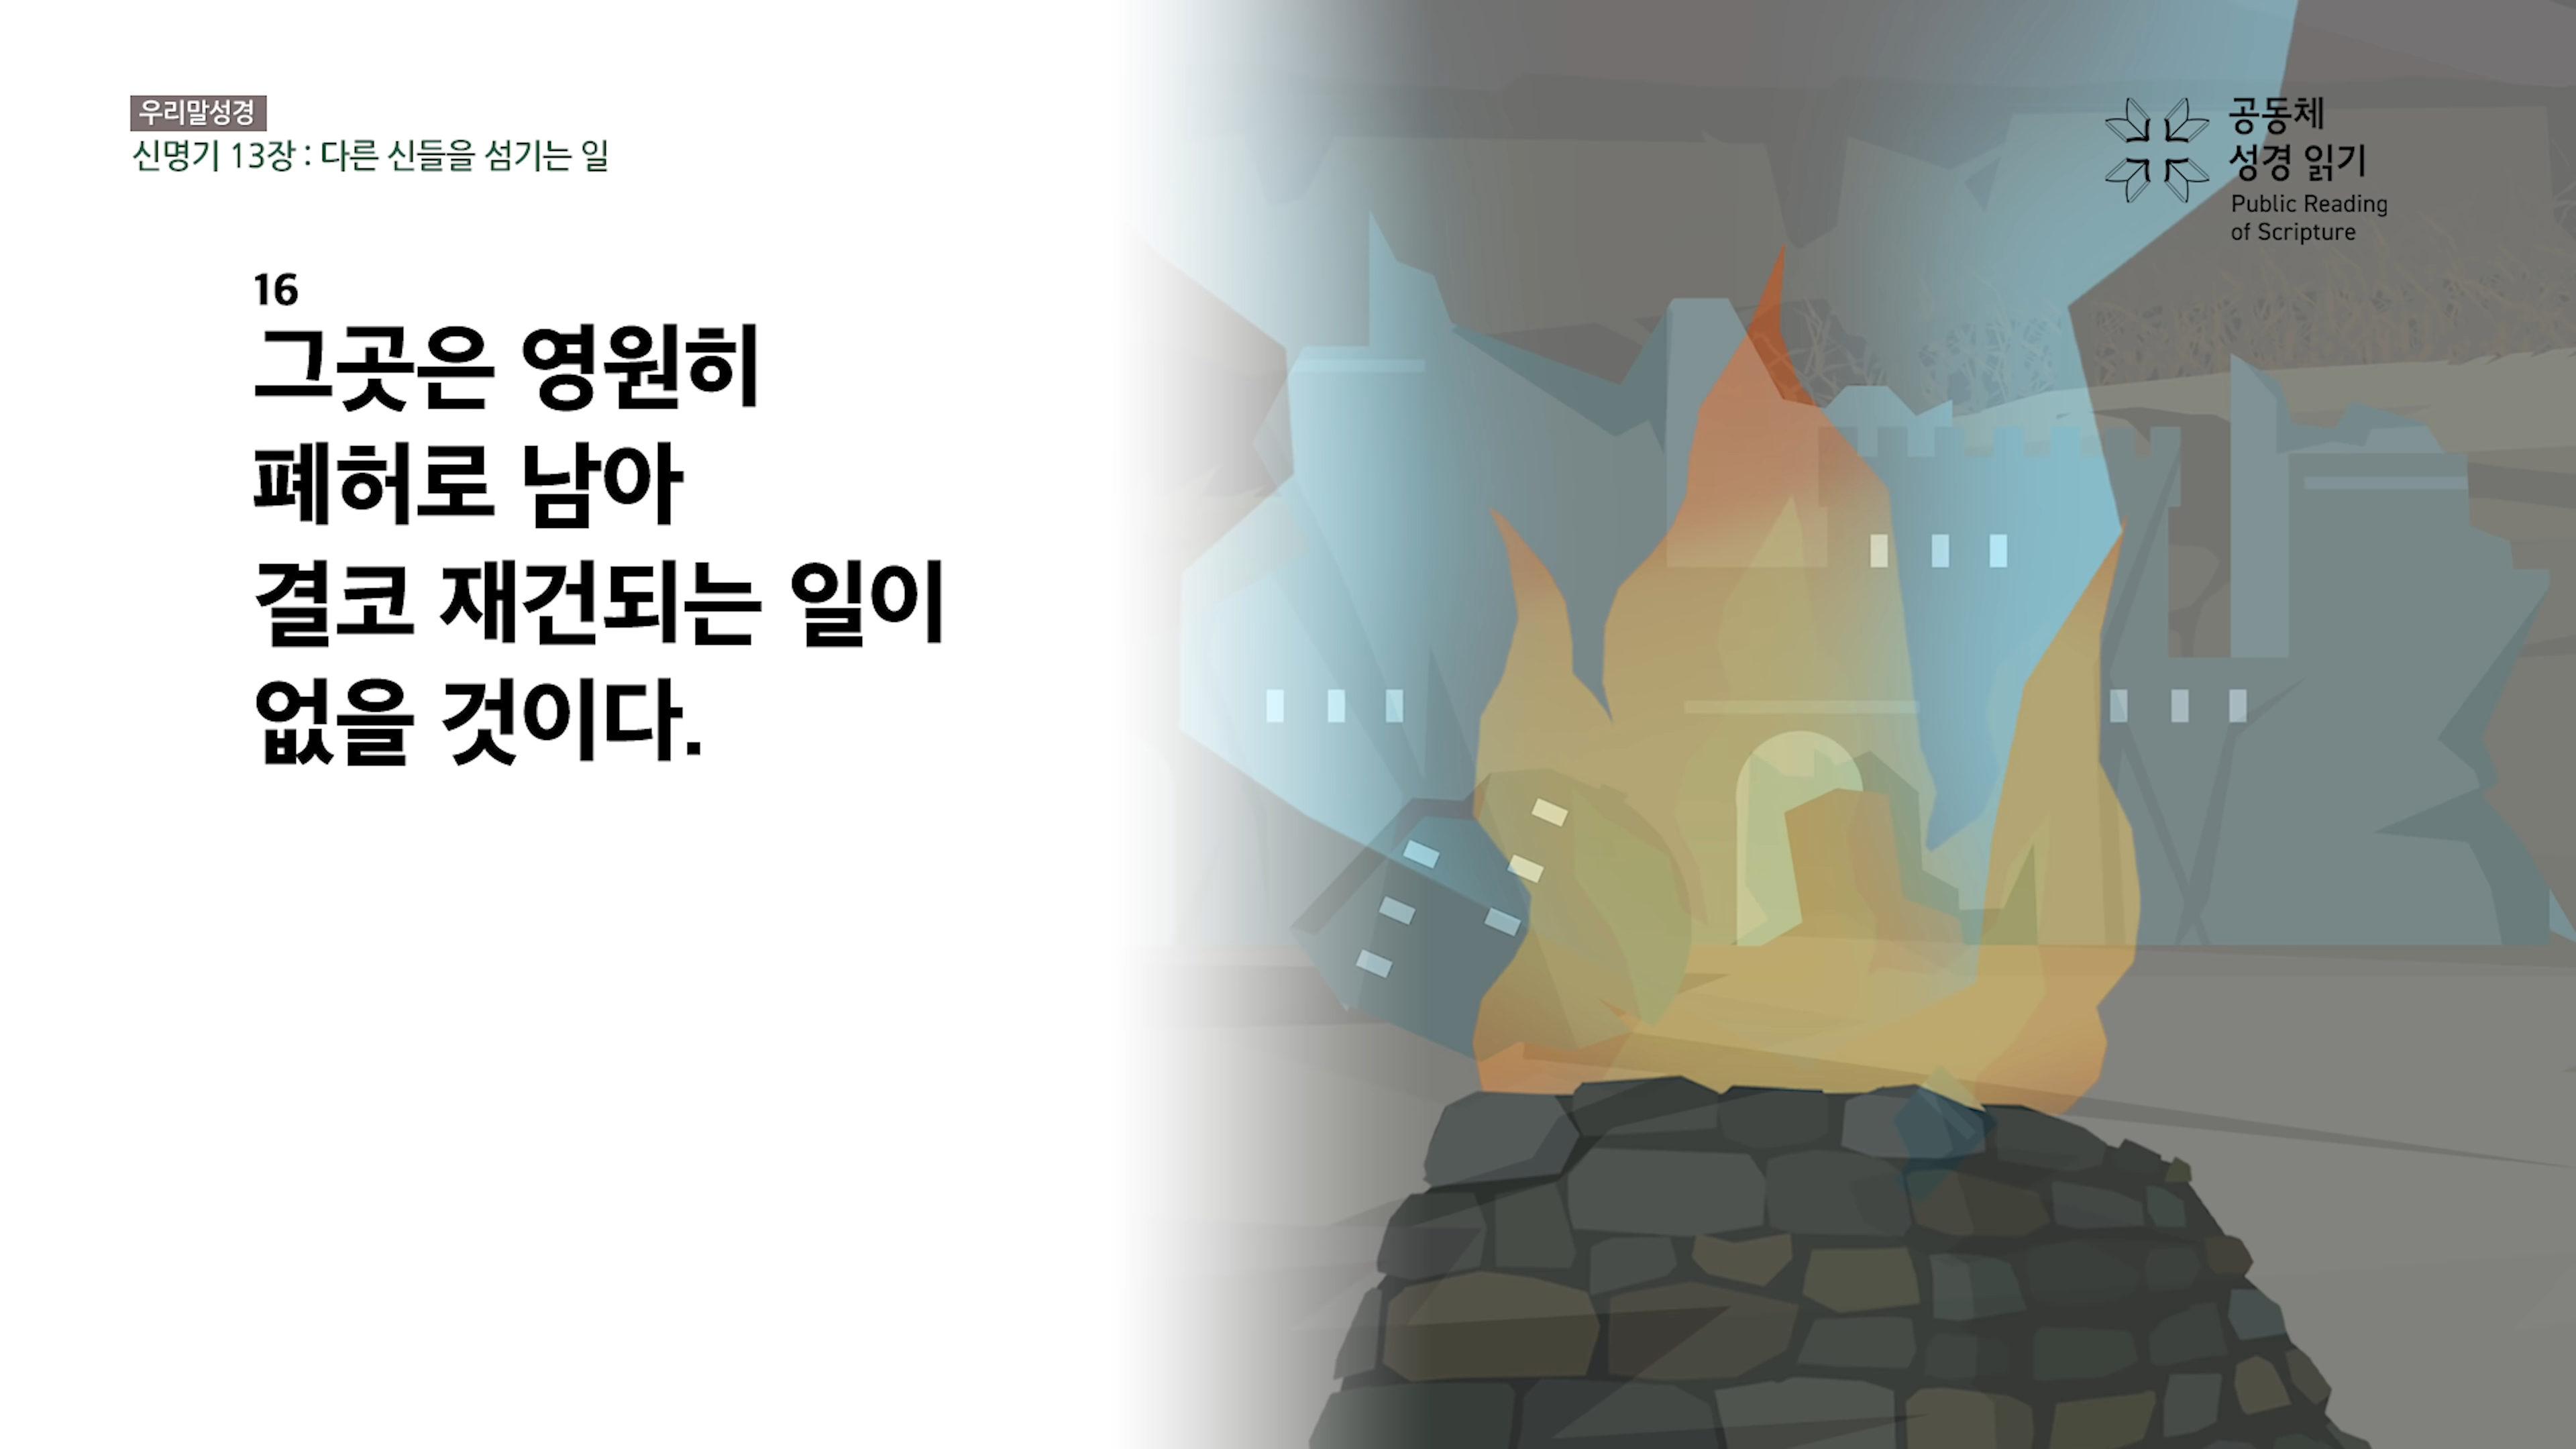 우리말성경
신명기 13장 : 다른 신들을 섬기는 일
공동체
성경 읽기
Public Reading
of Scripture
16
그곳은 영원히
폐허로 남아
결코 재건되는 일이
없을 것이다.